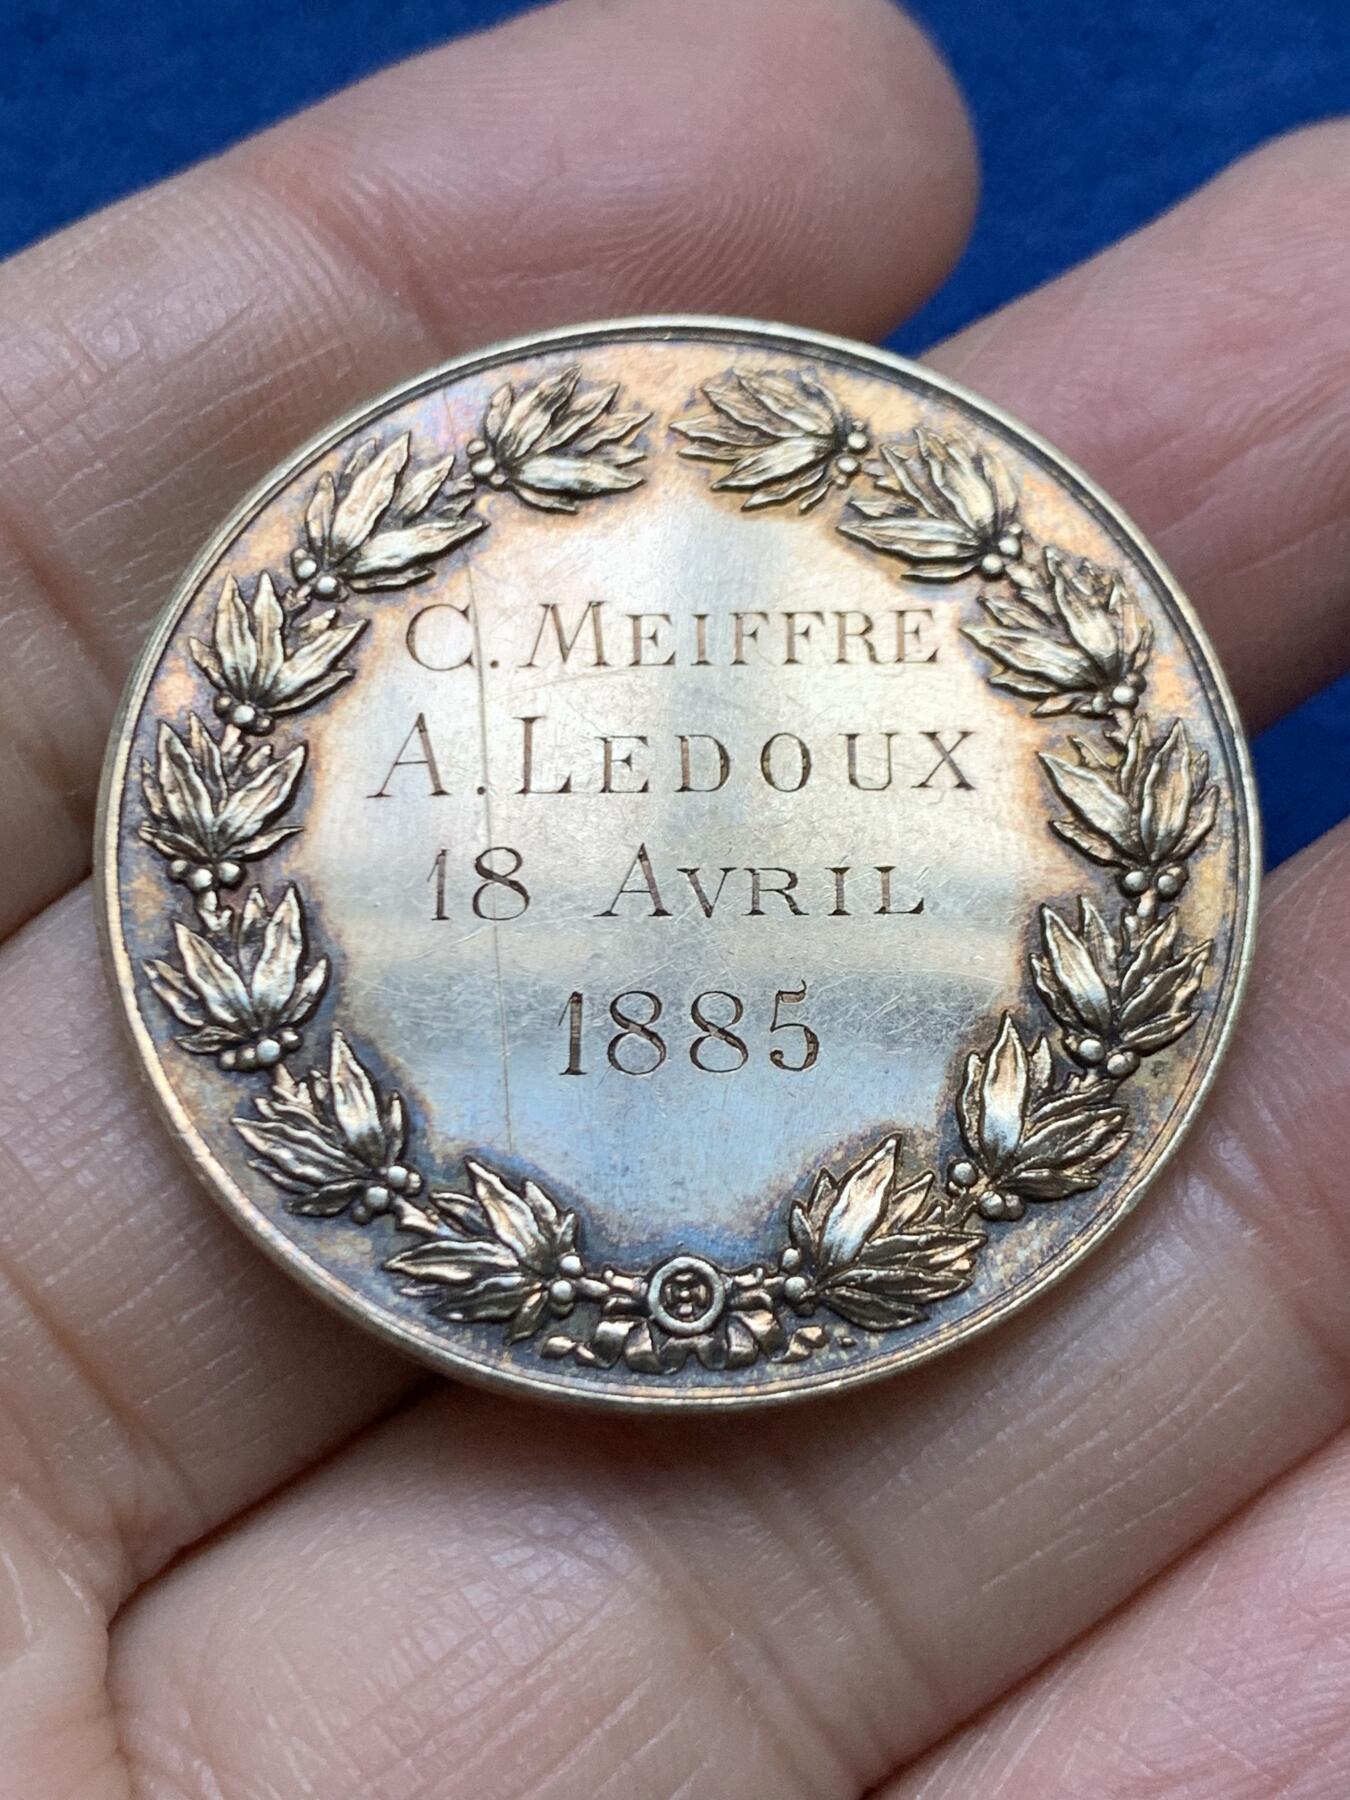 C. MEIFFRE
A. LEDOUX
18 AVRIL
1885